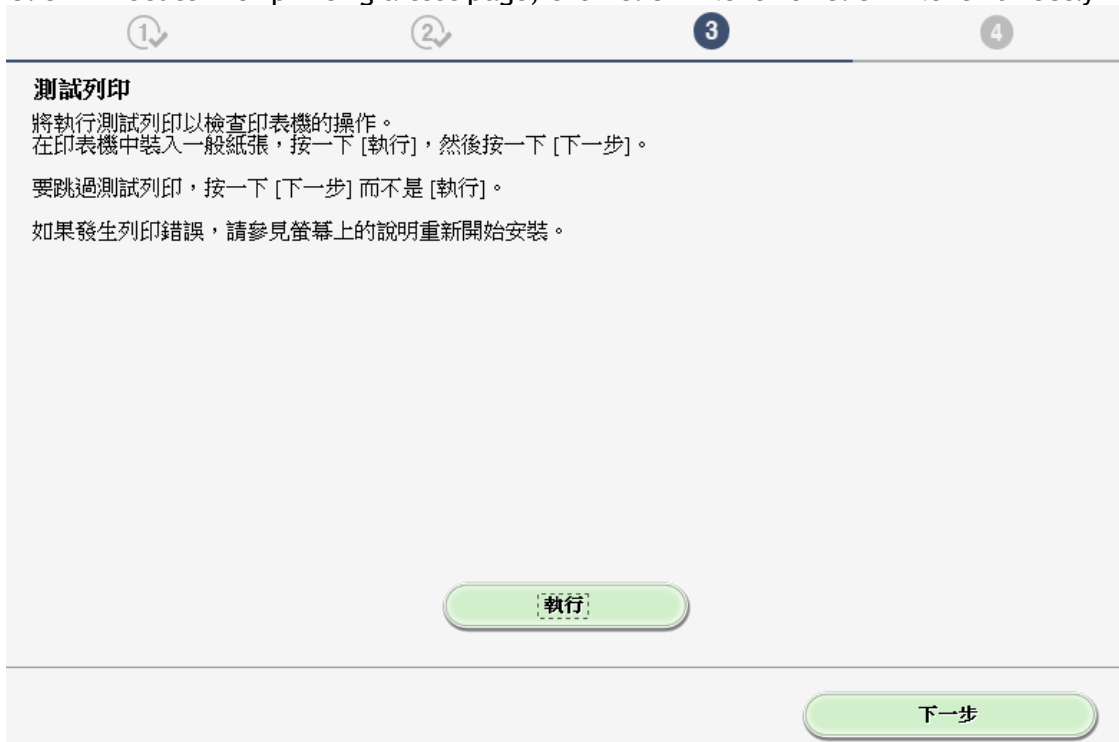 1 2 3 4
測試列印
將執行測試列印以檢查印表機的操作。
在印表機中裝入一般紙張，按一下 [執行]，然後按一下 [下一步]。
要跳過測試列印，按一下 [下一步] 而不是 [執行]。
如果發生列印錯誤，請參見螢幕上的說明重新開始安裝。
執行
下一步